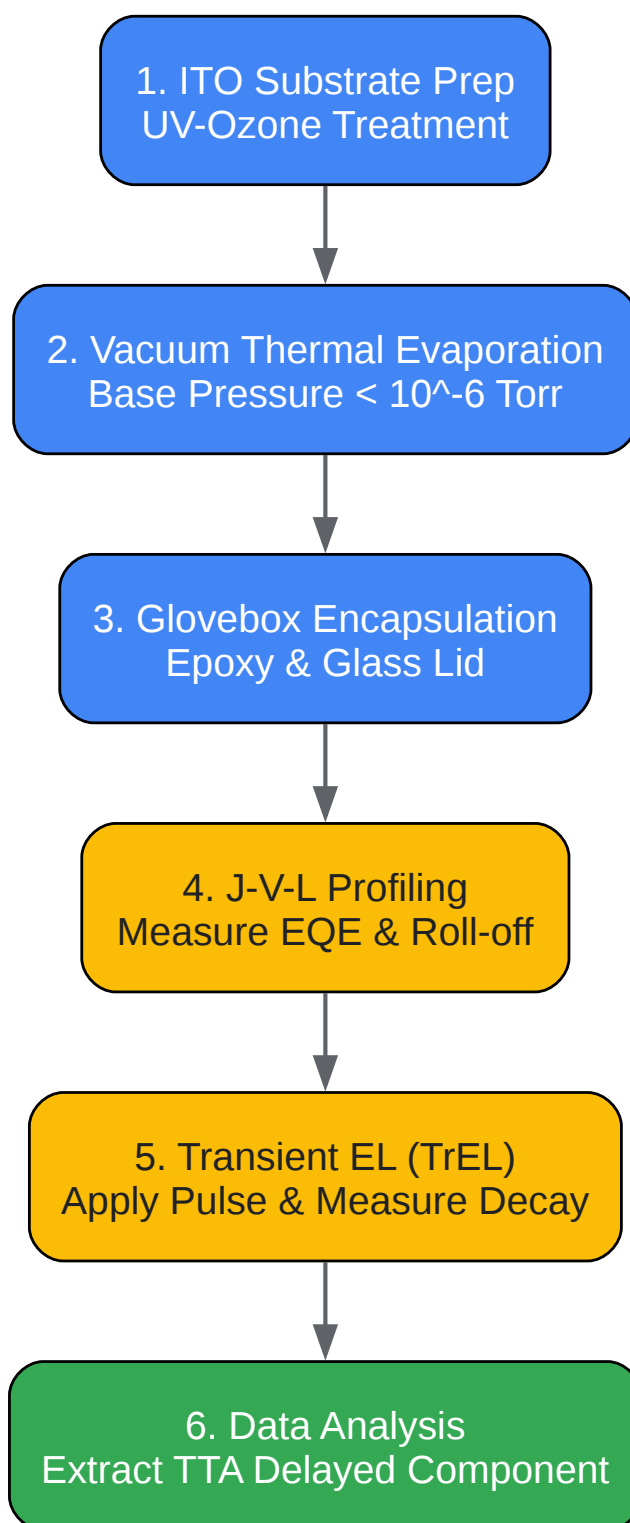 1. ITO Substrate Prep
UV-Ozone Treatment
2. Vacuum Thermal Evaporation
Base Pressure < 10^-6 Torr
3. Glovebox Encapsulation
Epoxy & Glass Lid
4. J-V-L Profiling
Measure EQE & Roll-off
5. Transient EL (TrEL)
Apply Pulse & Measure Decay
6. Data Analysis
Extract TTA Delayed Component